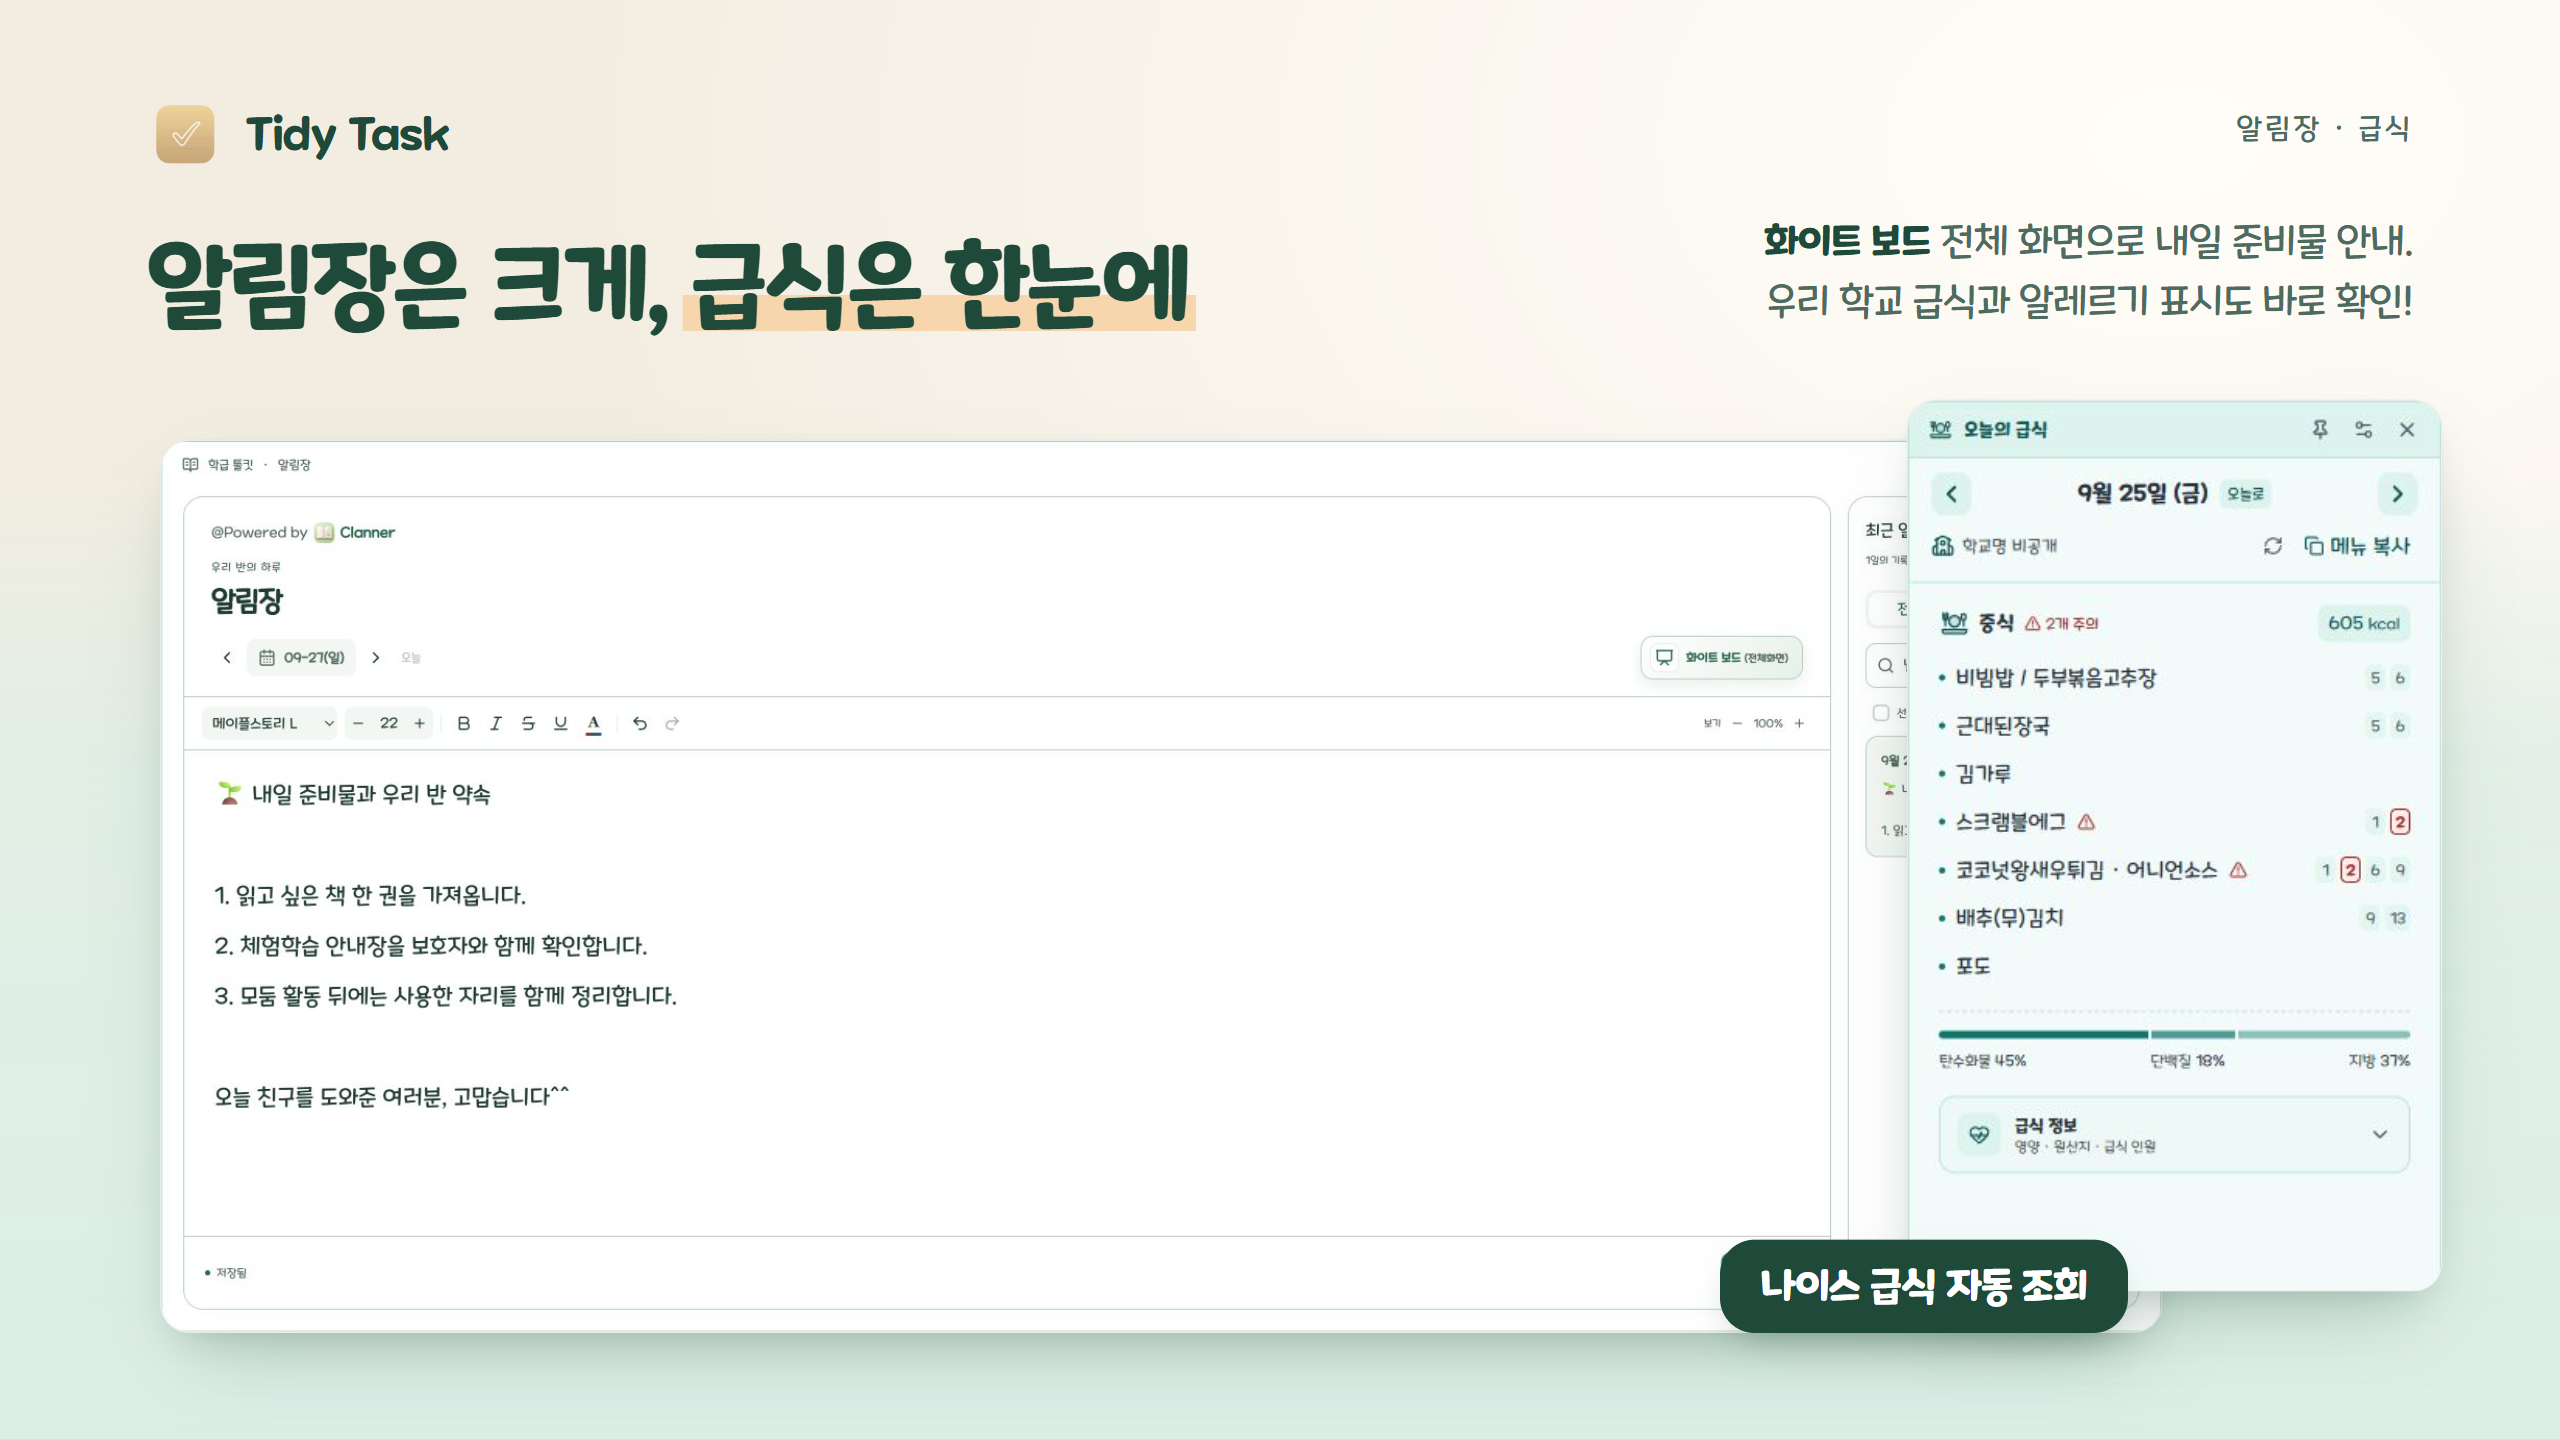 Tidy Task
알림장 · 급식
알림장은 크게, 급식은 한눈에
화이트 보드 전체 화면으로 내일 준비물 안내.
우리 학교 급식과 알레르기 표시도 바로 확인!
학급 툴킷 · 알림장
@Powered by Clanner
우리 반의 하루
알림장
09-27(일)
오늘
화이트 보드 (전체화면)
메이플스토리 L
22
B I S U A
보기 - 100% +
🌱 내일 준비물과 우리 반 약속
1. 읽고 싶은 책 한 권을 가져옵니다.
2. 체험학습 안내장을 보호자와 함께 확인합니다.
3. 모둠 활동 뒤에는 사용한 자리를 함께 정리합니다.
오늘 친구를 도와준 여러분, 고맙습니다^^
• 저장됨
최근
1일의
9월
1. 읽
오늘의 급식
9월 25일 (금) 오늘로
학교명 비공개
메뉴 복사
중식 2개 주의 605 kcal
• 비빔밥 / 두부볶음고추장 5 6
• 근대된장국 5 6
• 김가루
• 스크램블에그 1 2
• 코코넛왕새우튀김 · 어니언소스 1 2 6 9
• 배추(무)김치 9 13
• 포도
탄수화물 45% 단백질 18% 지방 37%
급식 정보
영양 · 원산지 · 급식 인원
나이스 급식 자동 조회